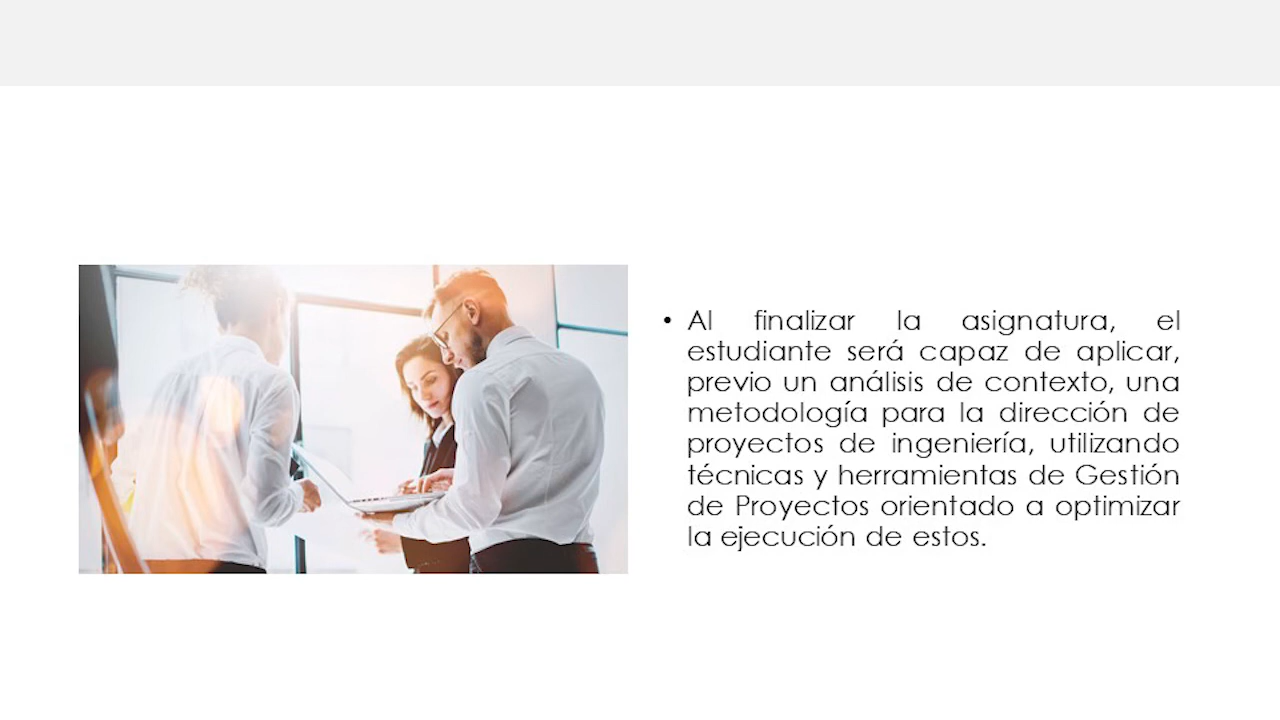 • Al finalizar la asignatura, el
estudiante será capaz de aplicar,
previo un análisis de contexto, una
metodología para la dirección de
proyectos de ingeniería, utilizando
técnicas y herramientas de Gestión
de Proyectos orientado a optimizar
la ejecución de estos.